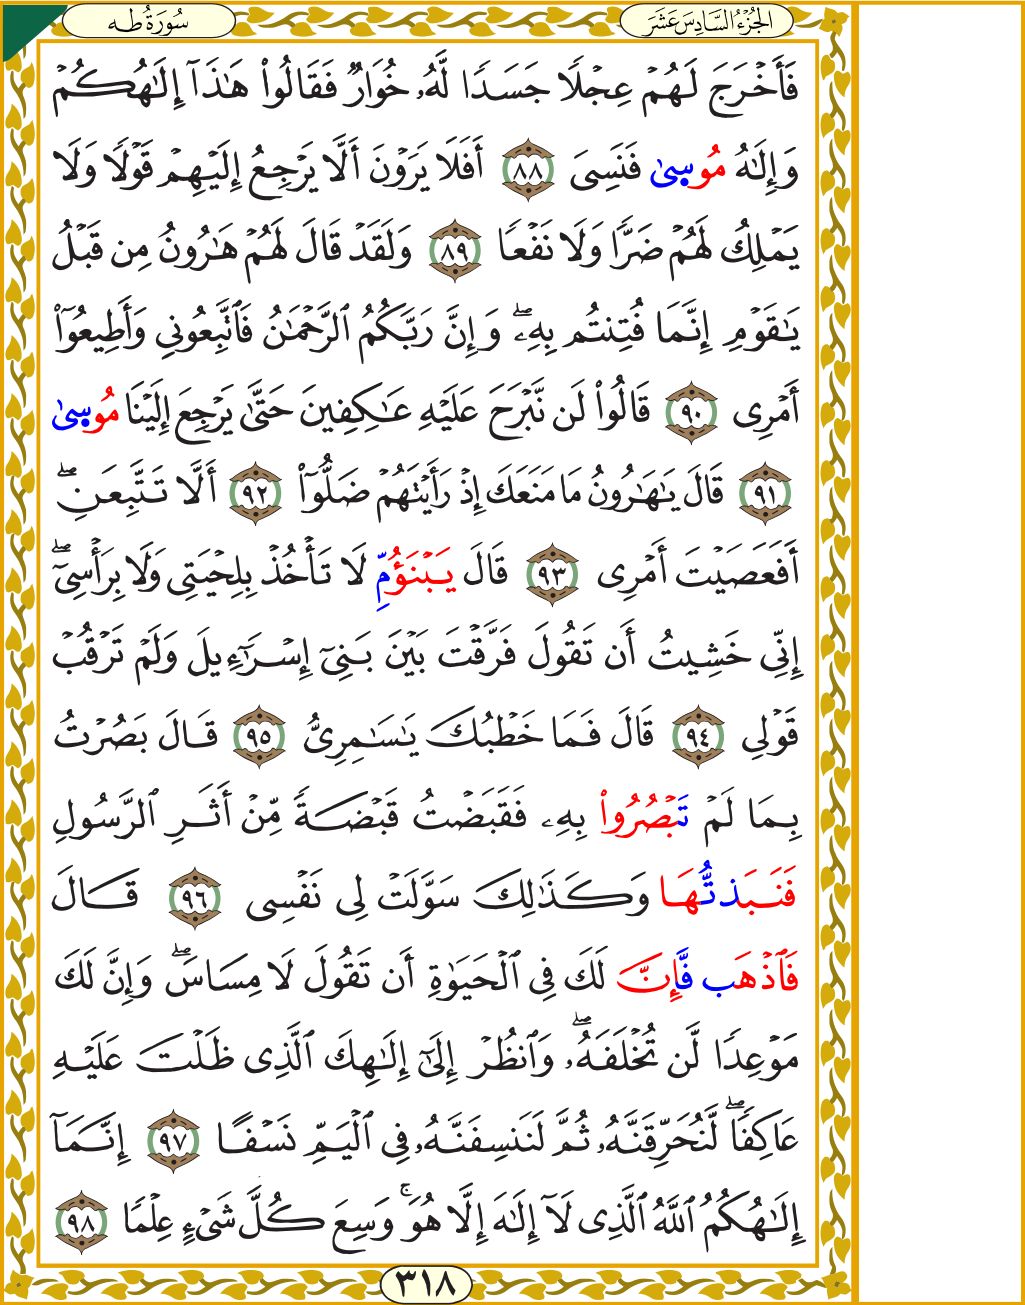 الجُزْءُ السَّادِسَ عَشَرَ
سُورَةُ طه
فَأَخْرَجَ لَهُمْ عِجْلًا جَسَدًا لَّهُۥ خُوَارٌ فَقَالُوا۟ هَـٰذَآ إِلَـٰهُكُمْ
وَإِلَـٰهُ مُوسِىٰ فَنَسِىَ ٨٨ أَفَلَا يَرَوْنَ أَلَّا يَرْجِعُ إِلَيْهِمْ قَوْلًا وَلَا
يَمْلِكُ لَهُمْ ضَرًّا وَلَا نَفْعًا ٨٩ وَلَقَدْ قَالَ لَهُمْ هَـٰرُونُ مِن قَبْلُ
يَـٰقَوْمِ إِنَّمَا فُتِنتُم بِهِۦۖ وَإِنَّ رَبَّكُمُ ٱلرَّحْمَـٰنُ فَٱتَّبِعُونِى وَأَطِيعُوٓا۟
أَمْرِى ٩٠ قَالُوا۟ لَن نَّبْرَحَ عَلَيْهِ عَـٰكِفِينَ حَتَّىٰ يَرْجِعَ إِلَيْنَا مُوسِىٰ
٩١ قَالَ يَـٰهَـٰرُونُ مَا مَنَعَكَ إِذْ رَأَيْتَهُمْ ضَلُّوٓا۟ ٩٢ أَلَّا تَتَّبِعَنِۖ
أَفَعَصَيْتَ أَمْرِى ٩٣ قَالَ يَبْنَؤُمِّ لَا تَأْخُذْ بِلِحْيَتِى وَلَا بِرَأْسِىٓۖ
إِنِّى خَشِيتُ أَن تَقُولَ فَرَّقْتَ بَيْنَ بَنِىٓ إِسْرَٰٓءِيلَ وَلَمْ تَرْقُبْ
قَوْلِى ٩٤ قَالَ فَمَا خَطْبُكَ يَـٰسَـٰمِرِىُّ ٩٥ قَالَ بَصُرْتُ
بِمَا لَمْ تَبْصُرُوا۟ بِهِۦ فَقَبَضْتُ قَبْضَةً مِّنْ أَثَرِ ٱلرَّسُولِ
فَنَبَذتُّهَا وَكَذَٰلِكَ سَوَّلَتْ لِى نَفْسِى ٩٦ قَالَ
فَٱذْهَب فَّإِنَّ لَكَ فِى ٱلْحَيَوٰةِ أَن تَقُولَ لَا مِسَاسَۖ وَإِنَّ لَكَ
مَوْعِدًا لَّن تُخْلَفَهُۥۖ وَٱنظُرْ إِلَىٰٓ إِلَـٰهِكَ ٱلَّذِى ظَلْتَ عَلَيْهِ
عَاكِفًاۖ لَّنُحَرِّقَنَّهُۥ ثُمَّ لَنَنسِفَنَّهُۥ فِى ٱلْيَمِّ نَسْفًا ٩٧ إِنَّمَآ
إِلَـٰهُكُمُ ٱللَّهُ ٱلَّذِى لَآ إِلَـٰهَ إِلَّا هُوَۚ وَسِعَ كُلَّ شَىْءٍ عِلْمًا ٩٨
٣١٨